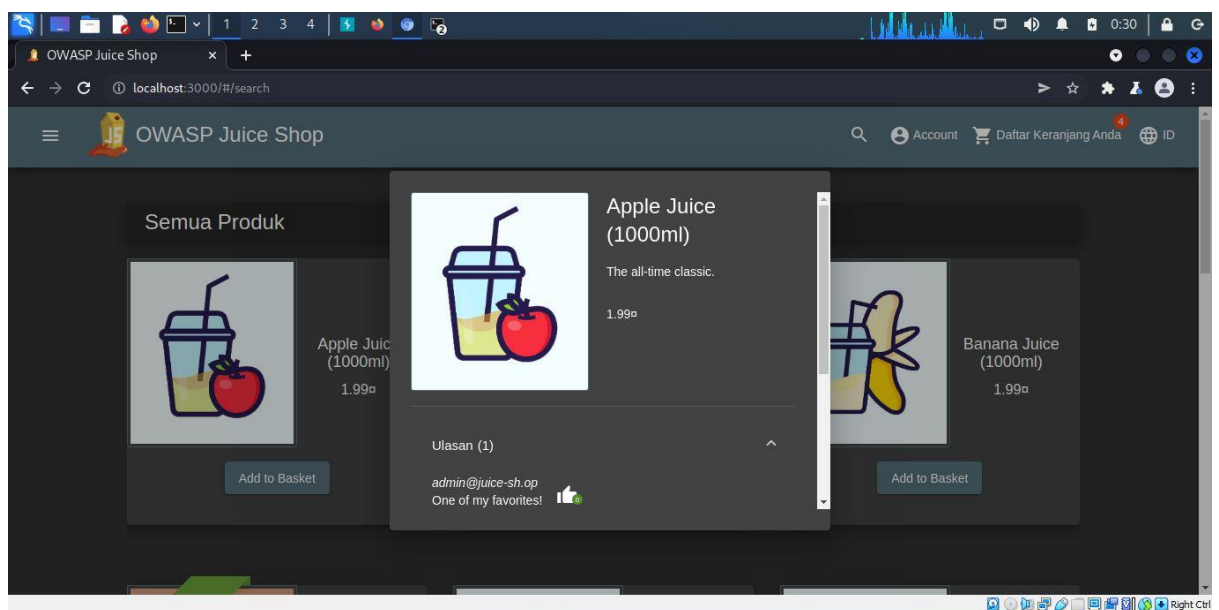 1 2 3 4
2
0:30
OWASP Juice Shop
localhost:3000/#/search
JS
OWASP Juice Shop
Account
4
Daftar Keranjang Anda
ID
Semua Produk
Apple Juic
(1000ml)
1.99¤
Add to Basket
Apple Juice
(1000ml)
The all-time classic.
1.99¤
Ulasan (1)
admin@juice-sh.op
One of my favorites!
0
Banana Juice
(1000ml)
1.99¤
Add to Basket
Right Ctrl